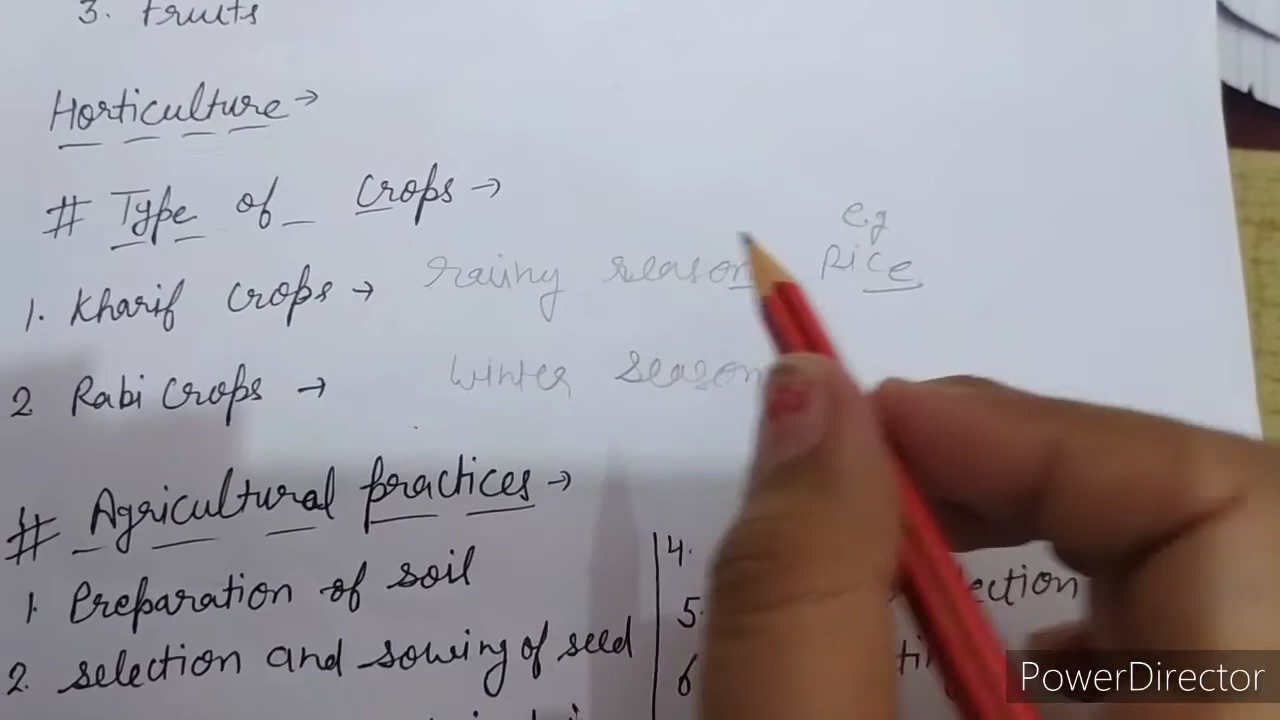 3. Fruits
Horticulture →
# Type of Crops →
e.g
1. Kharif Crops → rainy season Rice
2 Rabi Crops → winter season
# Agricultural practices →
1. Preparation of soil
4.
2. selection and sowing of seed
5.
6
PowerDirector